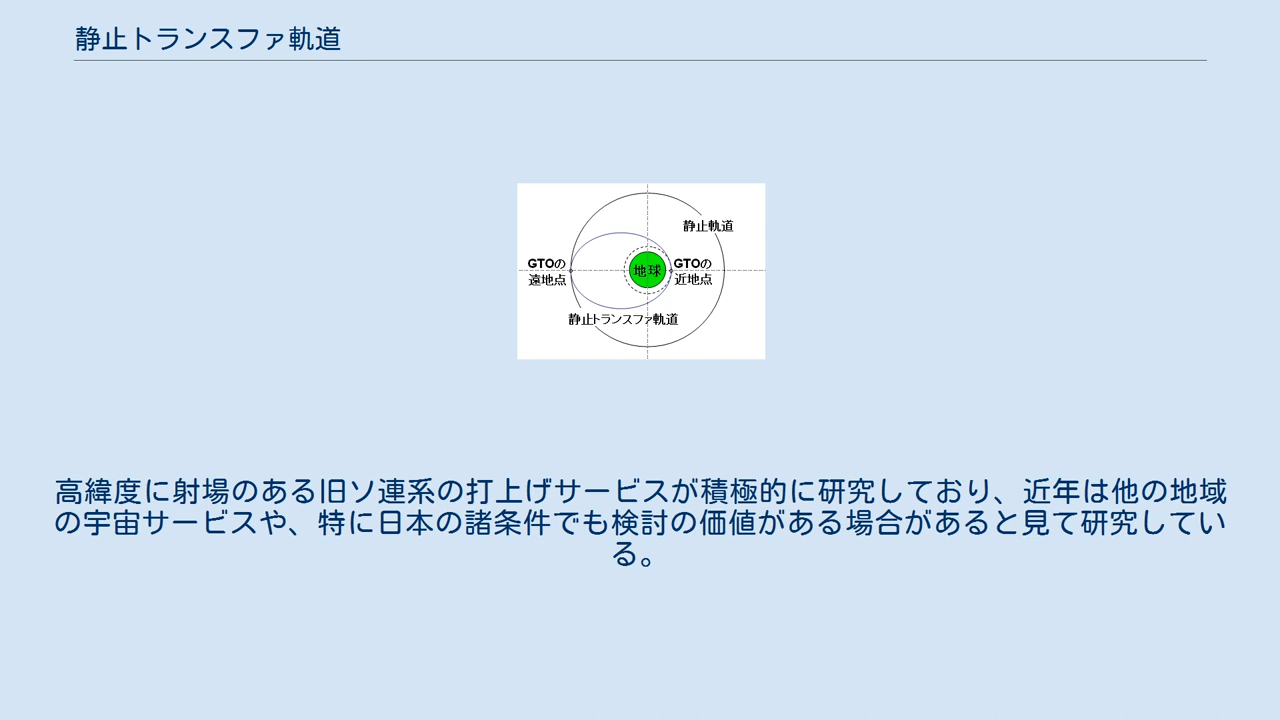 静止トランスファ軌道
静止軌道
GTOの
遠地点
地球
GTOの
近地点
静止トランスファ軌道
高緯度に射場のある旧ソ連系の打上げサービスが積極的に研究しており、近年は他の地域
の宇宙サービスや、特に日本の諸条件でも検討の価値がある場合があると見て研究してい
る。